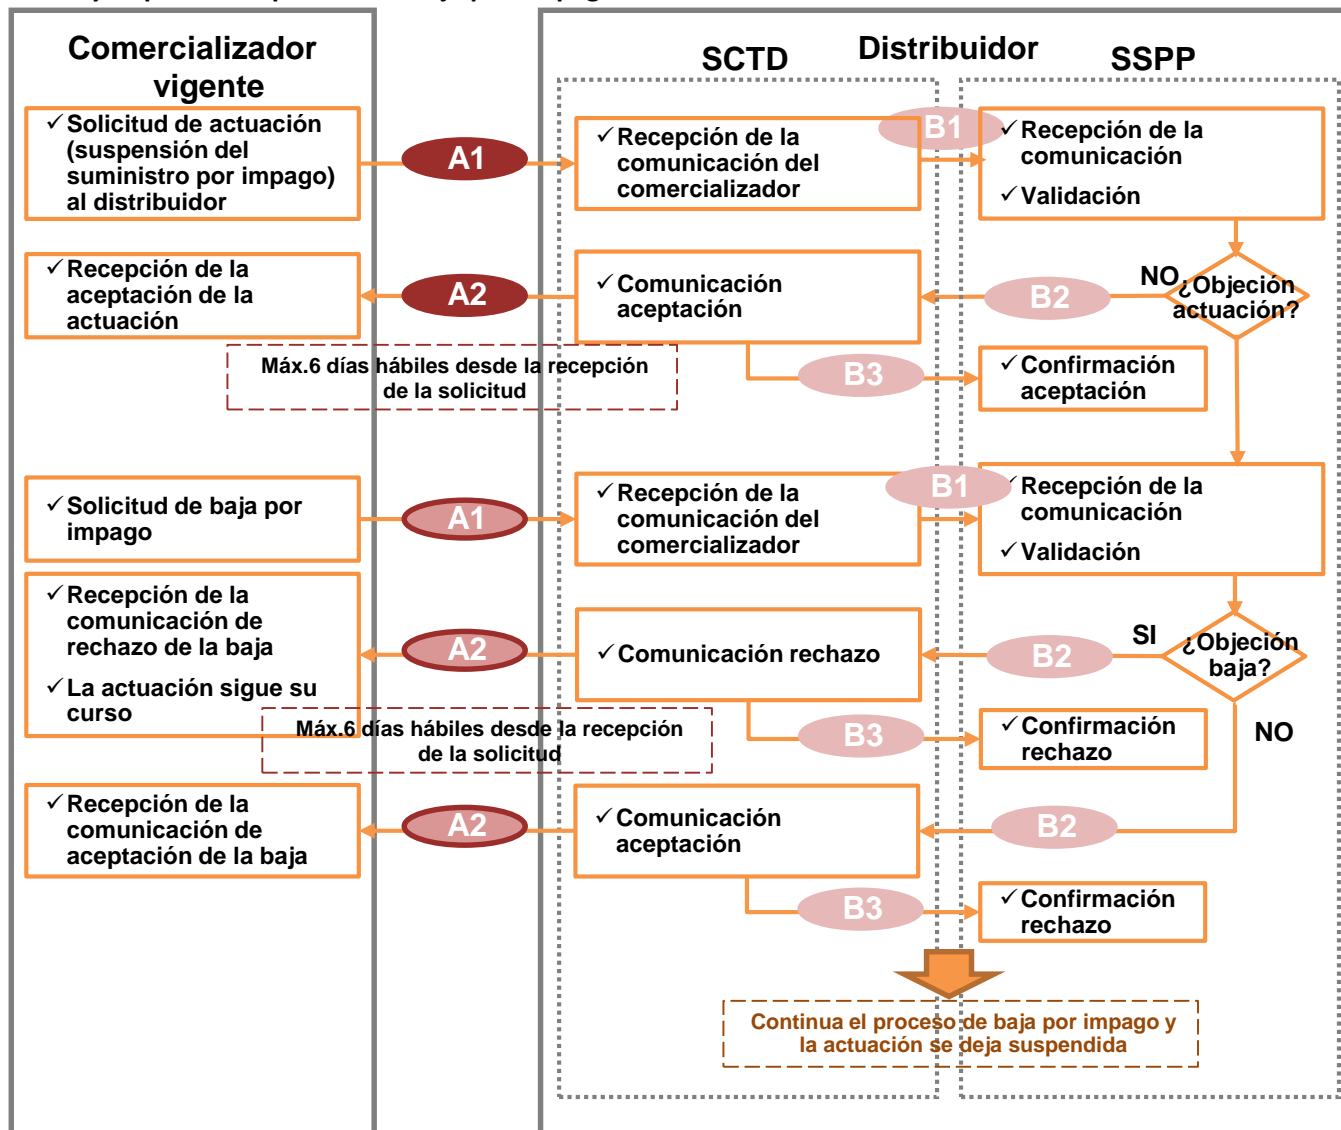 Comercializador
vigente
SCTD
Distribuidor
SSPP
✓ Solicitud de actuación
(suspensión del
suministro por impago)
al distribuidor
A1
✓ Recepción de la
comunicación del
comercializador
B1
✓ Recepción de la
comunicación
✓ Validación
✓ Recepción de la
aceptación de la
actuación
A2
✓ Comunicación
aceptación
B2
NO
¿Objeción
actuación?
Máx.6 días hábiles desde la recepción
de la solicitud
B3
✓ Confirmación
aceptación
✓ Solicitud de baja por
impago
A1
✓ Recepción de la
comunicación del
comercializador
B1
✓ Recepción de la
comunicación
✓ Validación
✓ Recepción de la
comunicación de
rechazo de la baja
✓ La actuación sigue su
curso
A2
✓ Comunicación rechazo
B2
SI
¿Objeción
baja?
Máx.6 días hábiles desde la recepción
de la solicitud
B3
✓ Confirmación
rechazo
NO
✓ Recepción de la
comunicación de
aceptación de la baja
A2
✓ Comunicación
aceptación
B2
B3
✓ Confirmación
rechazo
Continua el proceso de baja por impago y
la actuación se deja suspendida